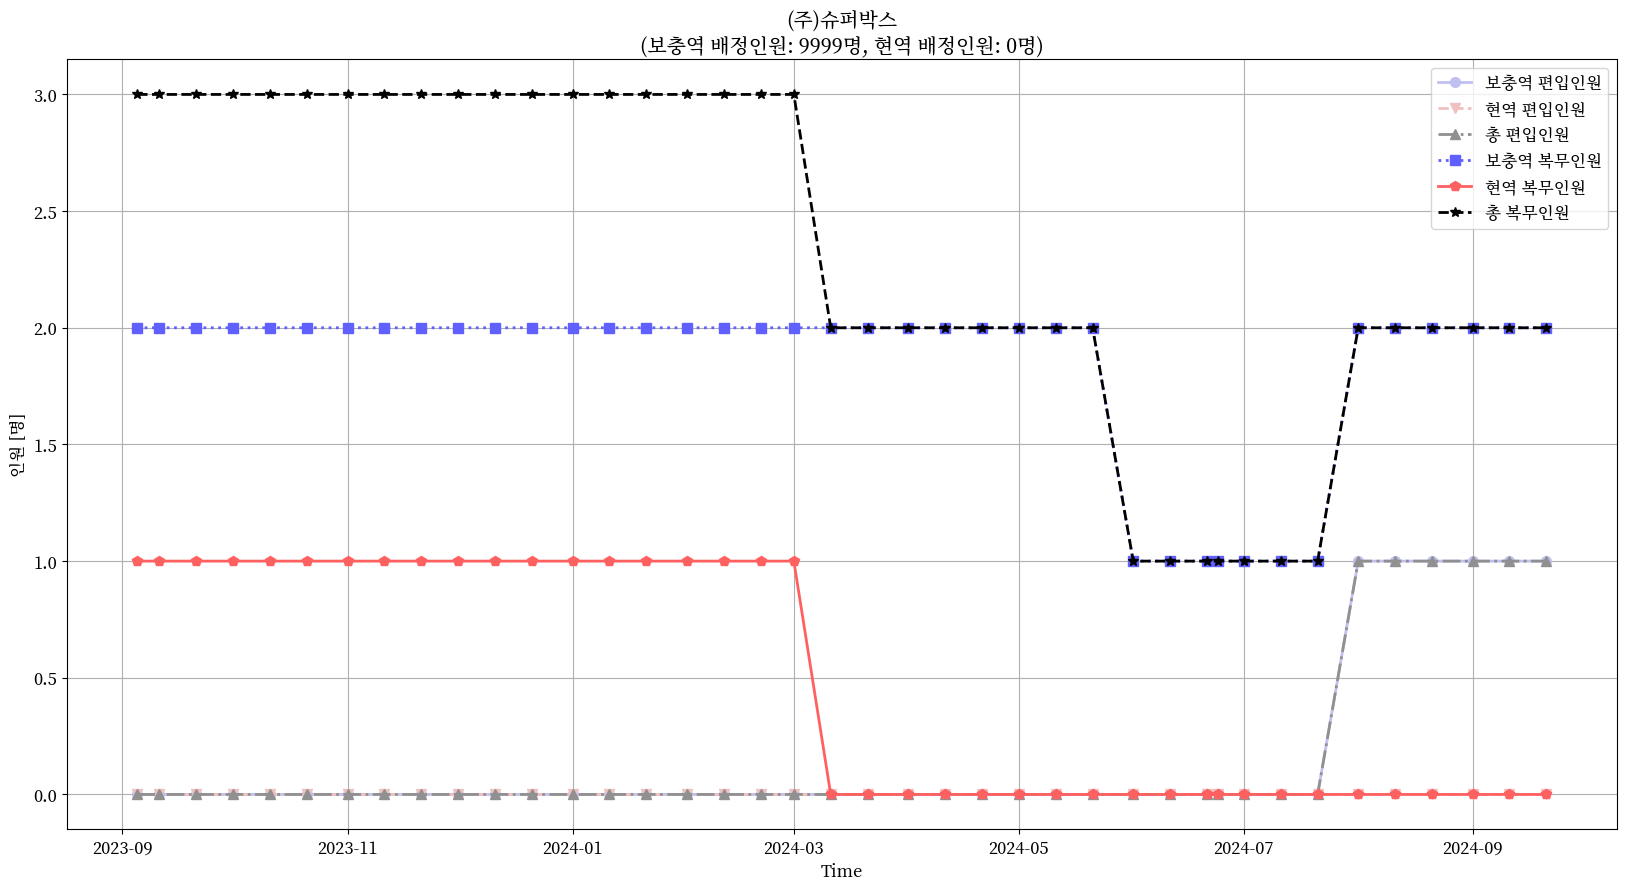 (주)슈퍼박스
(보충역 배정인원: 9999명, 현역 배정인원: 0명)
보충역 편입인원
현역 편입인원
총 편입인원
보충역 복무인원
현역 복무인원
총 복무인원
인원 [명]
3.0
2.5
2.0
1.5
1.0
0.5
0.0
2023-09
2023-11
2024-01
2024-03
2024-05
2024-07
2024-09
Time